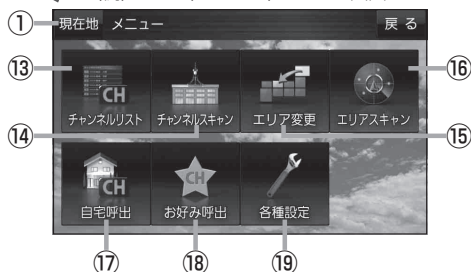 ① 現在地 メニュー 戻る
⑬ ⑯
CH
チャンネルリスト チャンネルスキャン エリア変更 エリアスキャン
⑭ ⑮
CH CH
自宅呼出 お好み呼出 各種設定
⑰ ⑱ ⑲